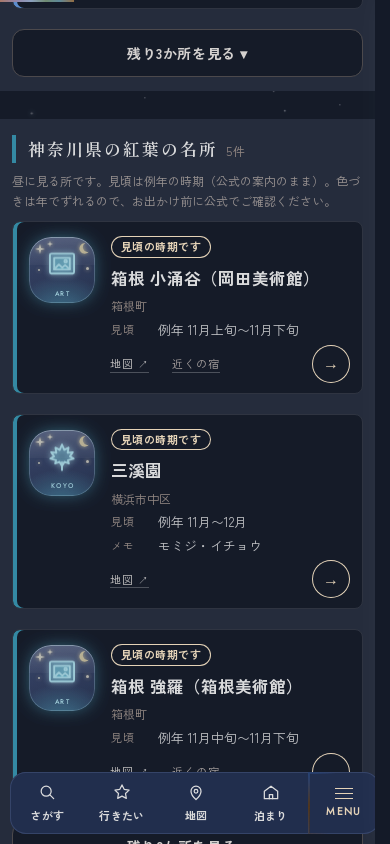 残り3か所を見る ▾
神奈川県の紅葉の名所 5件
昼に見る所です。見頃は例年の時期（公式の案内のまま）。色づ
きは年でずれるので、お出かけ前に公式でご確認ください。
見頃の時期です
箱根 小涌谷（岡田美術館）
ART
箱根町
見頃 例年 11月上旬〜11月下旬
地図 ↗ 近くの宿
→
見頃の時期です
三溪園
KOYO
横浜市中区
見頃 例年 11月〜12月
メモ モミジ・イチョウ
地図 ↗
→
見頃の時期です
箱根 強羅（箱根美術館）
ART
箱根町
見頃 例年 11月中旬〜11月下旬
地図 ↗ 近くの宿
さがす 行きたい 地図 泊まり MENU